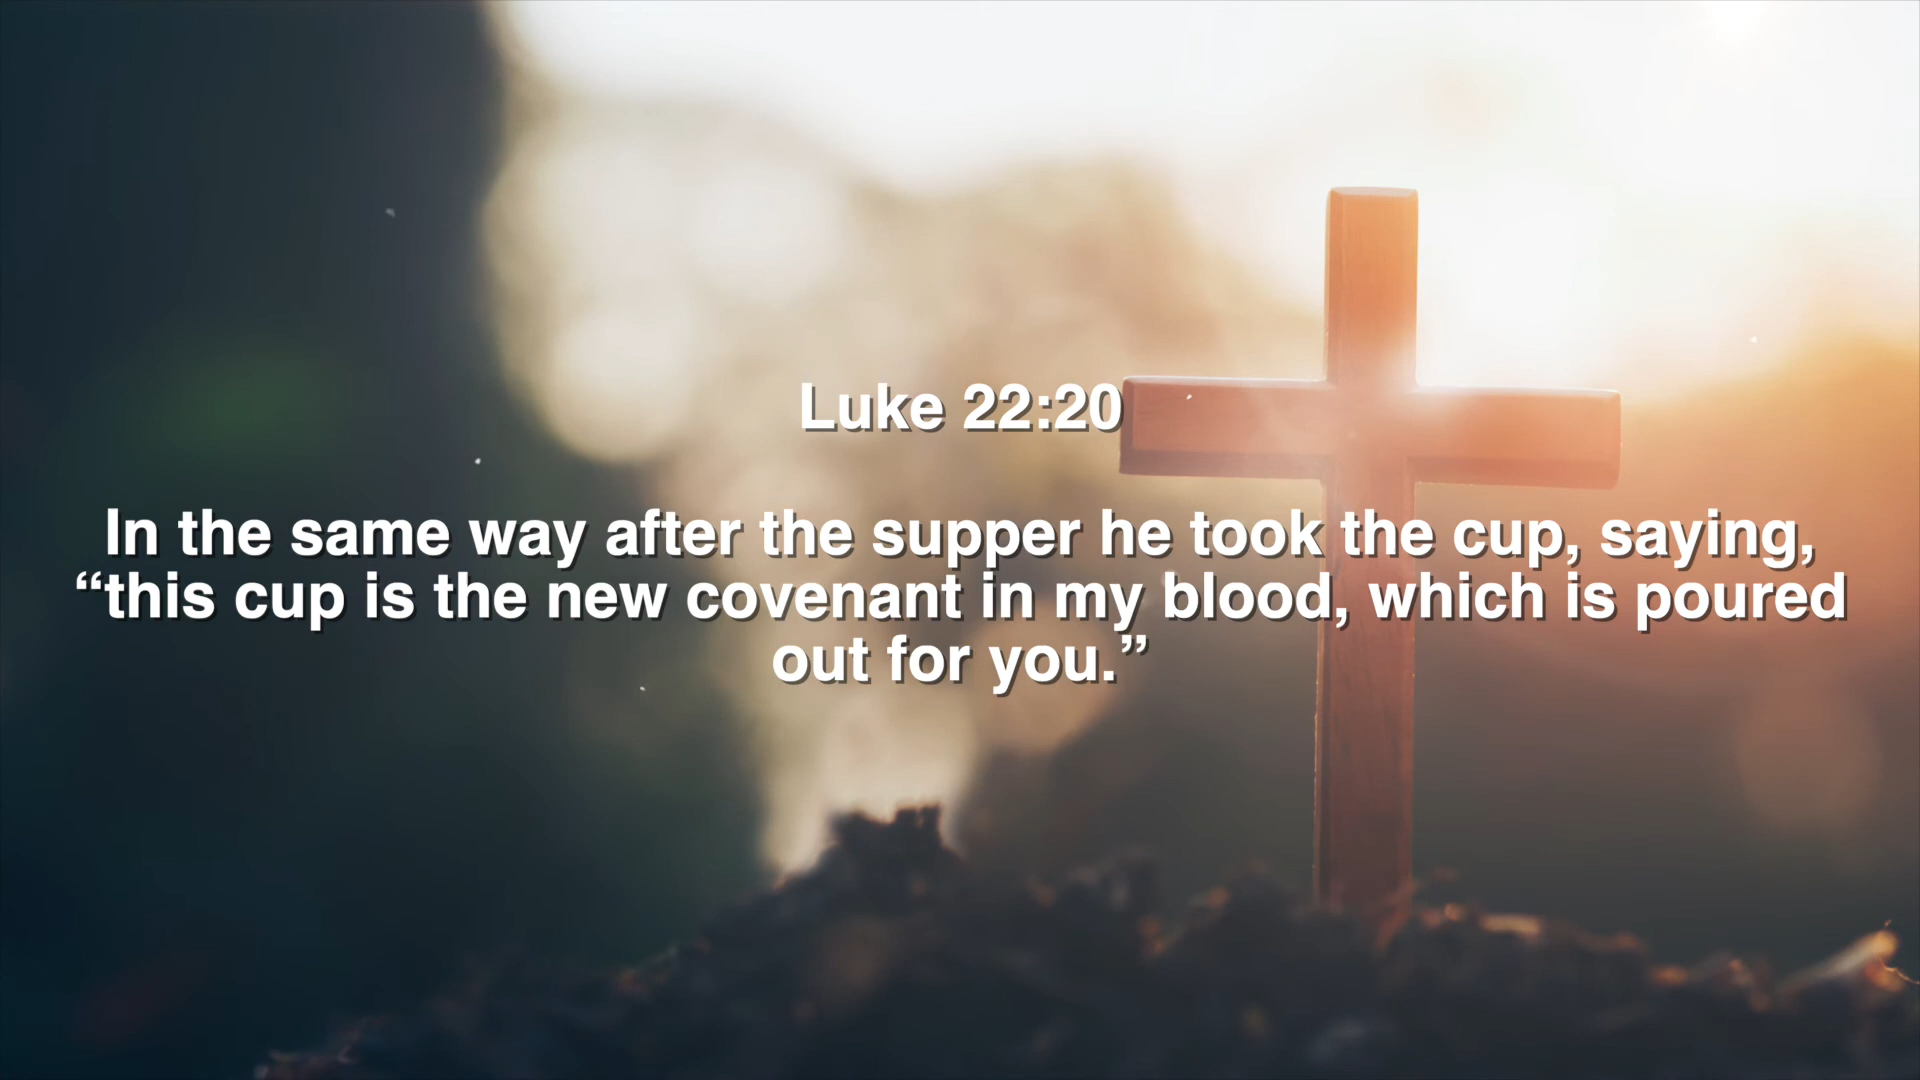 Luke 22:20
In the same way after the supper he took the cup, saying,
“this cup is the new covenant in my blood, which is poured
out for you.”